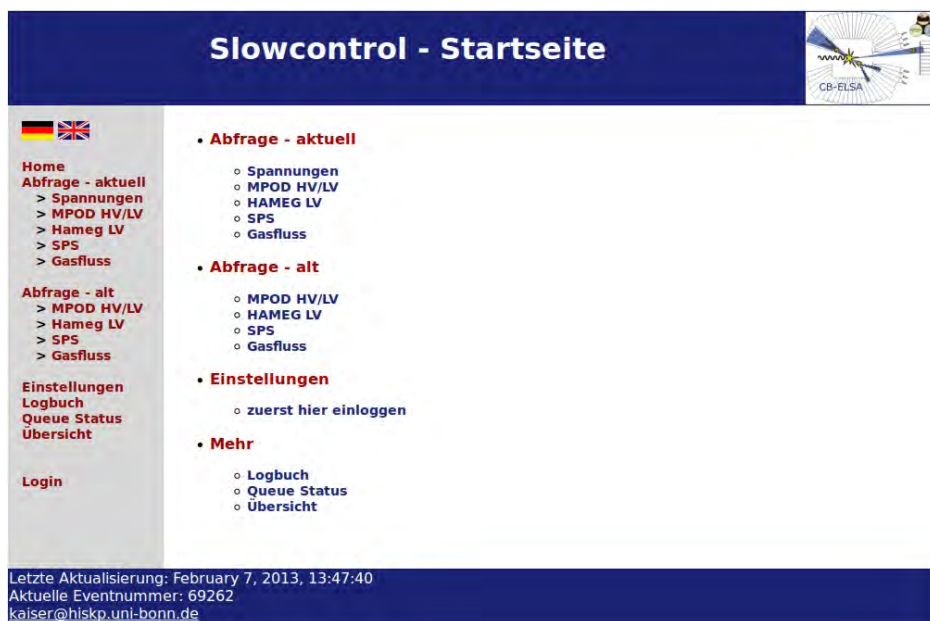 Slowcontrol - Startseite
CB-ELSA
Home
Abfrage - aktuell
> Spannungen
> MPOD HV/LV
> Hameg LV
> SPS
> Gasfluss
Abfrage - alt
> MPOD HV/LV
> Hameg LV
> SPS
> Gasfluss
Einstellungen
Logbuch
Queue Status
Übersicht
Login
• Abfrage - aktuell
◦ Spannungen
◦ MPOD HV/LV
◦ HAMEG LV
◦ SPS
◦ Gasfluss
• Abfrage - alt
◦ MPOD HV/LV
◦ HAMEG LV
◦ SPS
◦ Gasfluss
• Einstellungen
◦ zuerst hier einloggen
• Mehr
◦ Logbuch
◦ Queue Status
◦ Übersicht
Letzte Aktualisierung: February 7, 2013, 13:47:40
Aktuelle Eventnummer: 69262
kaiser@hiskp.uni-bonn.de